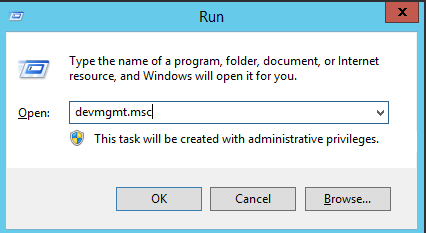 Run
x
Type the name of a program, folder, document, or Internet
resource, and Windows will open it for you.
Open: devmgmt.msc
This task will be created with administrative privileges.
OK Cancel Browse...